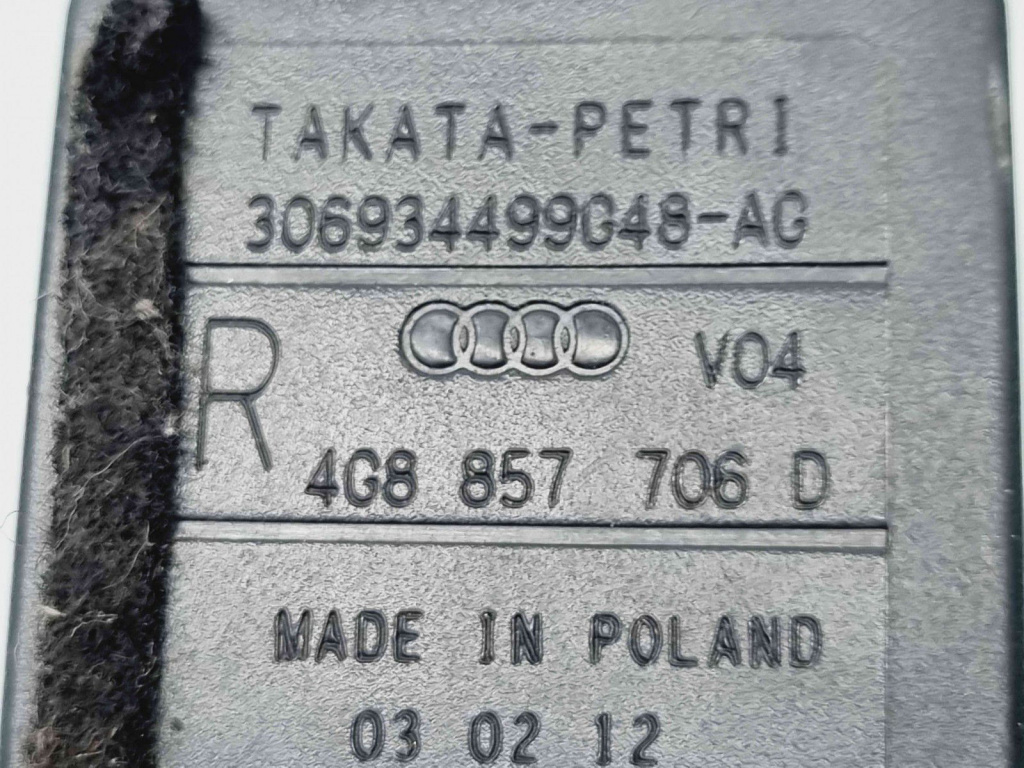 TAKATA-PETRI
306934499G48-AG
R V04
4G8 857 706 D
MADE IN POLAND
03 02 12